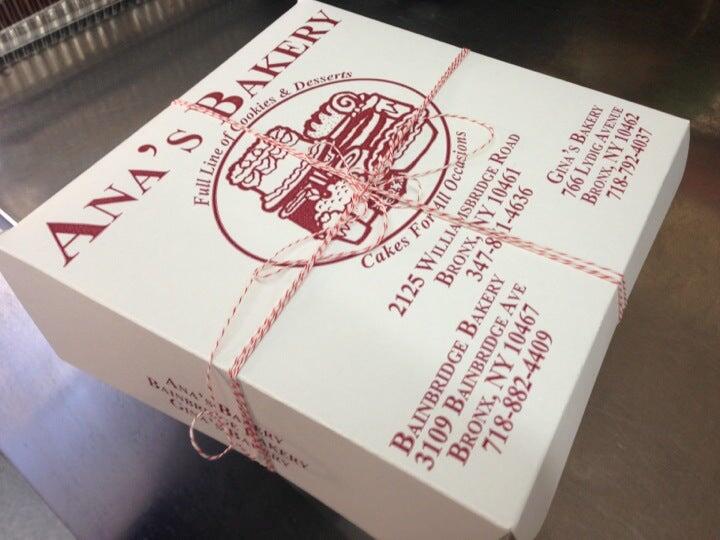 ANA'S BAKERY
Full Line of Cookies & Desserts
Cakes For All Occasions
2125 WILLIAMSBRIDGE ROAD
BRONX, NY 10461
4636
GINA'S BAKERY
766 LYDIG AVENUE
BRONX, NY 10462
718-792-4037
BAINBRIDGE BAKERY
3109 BAINBRIDGE AVE
BRONX, NY 10467
718-882-4409
ANA'S BAKERY
BAINBRIDGE BAKERY
GINA'S BAKERY